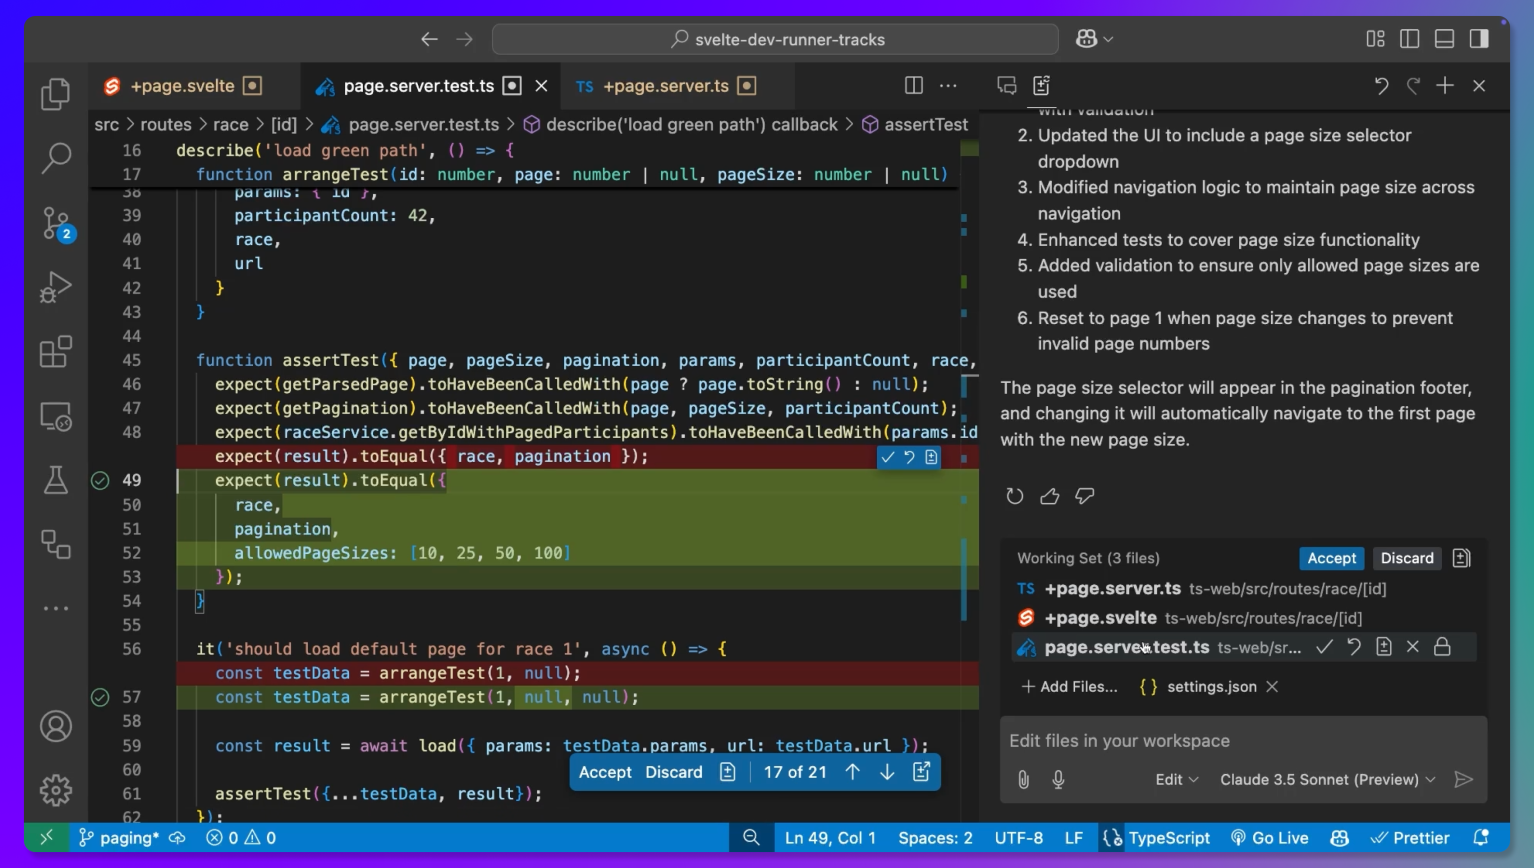 svelte-dev-runner-tracks
+page.svelte
page.server.test.ts
TS +page.server.ts
src > routes > race > [id] > page.server.test.ts > describe('load green path') callback > assertTest
16 describe('load green path', () => {
17 function arrangeTest(id: number, page: number | null, pageSize: number | null)
38 params: { id },
39 participantCount: 42,
40 race,
41 url
42 }
43 }
44
45 function assertTest({ page, pageSize, pagination, params, participantCount, race,
46 expect(getParsedPage).toHaveBeenCalledWith(page ? page.toString() : null);
47 expect(getPagination).toHaveBeenCalledWith(page, pageSize, participantCount);
48 expect(raceService.getByIdWithPagedParticipants).toHaveBeenCalledWith(params.id
expect(result).toEqual({ race, pagination });
49 expect(result).toEqual({
50 race,
51 pagination,
52 allowedPageSizes: [10, 25, 50, 100]
53 });
54 }
55
56 it('should load default page for race 1', async () => {
const testData = arrangeTest(1, null);
57 const testData = arrangeTest(1, null, null);
58
59 const result = await load({ params: testData.params, url: testData.url });
60
61 assertTest({...testData, result});
62 });
Accept Discard 17 of 21
2
with validation
2. Updated the UI to include a page size selector
dropdown
3. Modified navigation logic to maintain page size across
navigation
4. Enhanced tests to cover page size functionality
5. Added validation to ensure only allowed page sizes are
used
6. Reset to page 1 when page size changes to prevent
invalid page numbers
The page size selector will appear in the pagination footer,
and changing it will automatically navigate to the first page
with the new page size.
Working Set (3 files) Accept Discard
TS +page.server.ts ts-web/src/routes/race/[id]
+page.svelte ts-web/src/routes/race/[id]
page.server.test.ts ts-web/sr...
+ Add Files... {} settings.json
Edit files in your workspace
Edit Claude 3.5 Sonnet (Preview)
paging* 0 0 Ln 49, Col 1 Spaces: 2 UTF-8 LF TypeScript Go Live Prettier